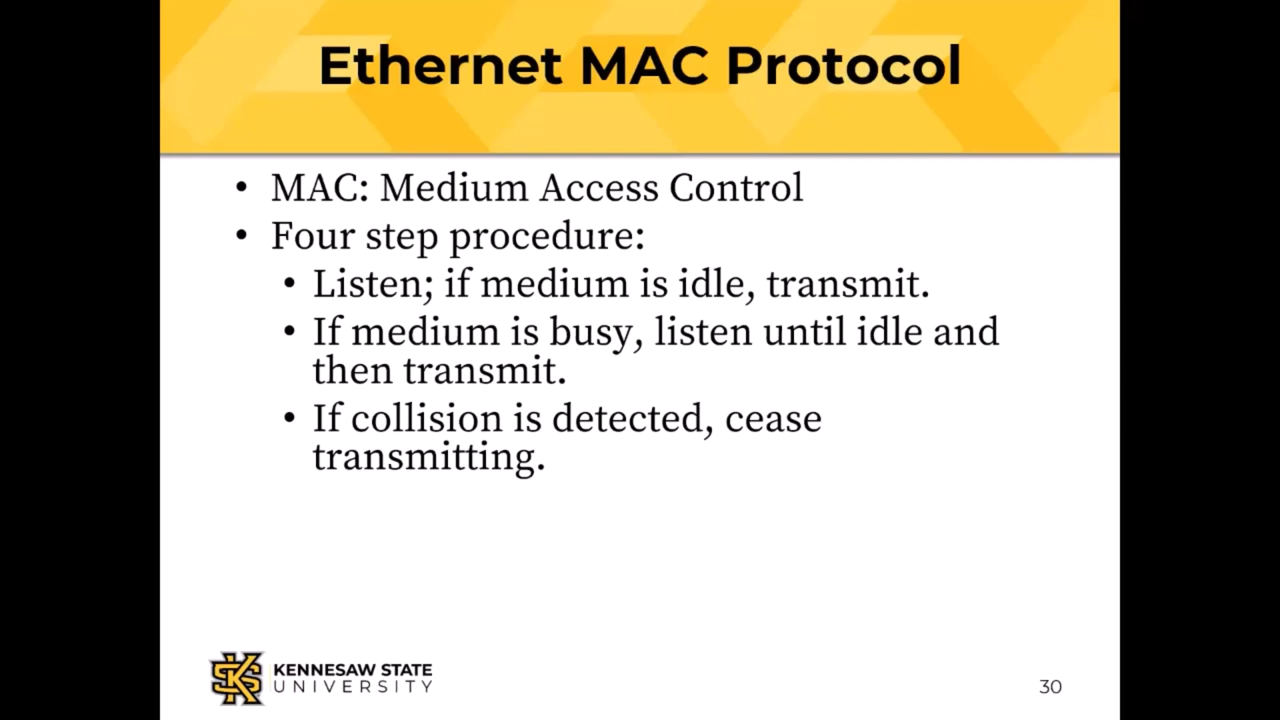 Ethernet MAC Protocol
• MAC: Medium Access Control
• Four step procedure:
• Listen; if medium is idle, transmit.
• If medium is busy, listen until idle and
then transmit.
• If collision is detected, cease
transmitting.
KENNESAW STATE
UNIVERSITY
30